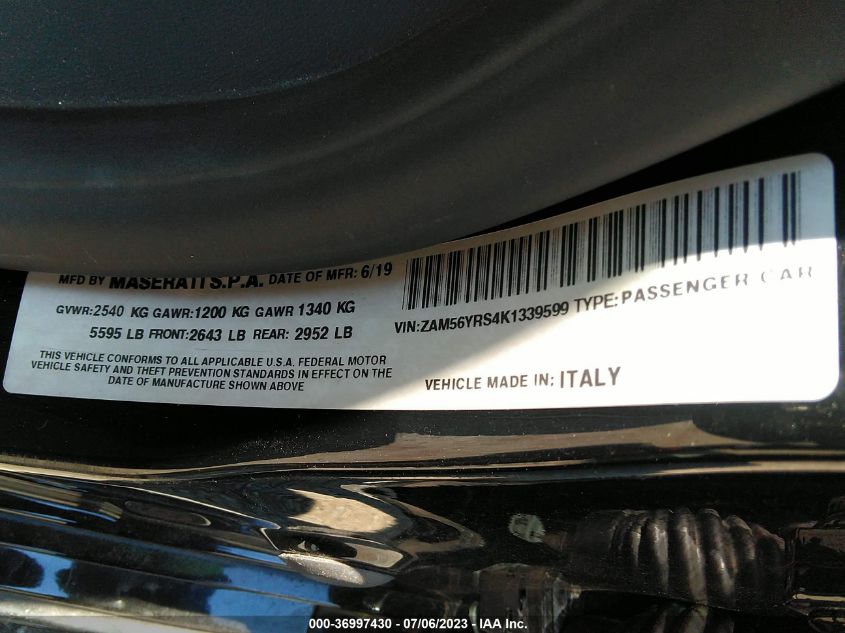 MFD BY MASERATI S.P.A. DATE OF MFR: 6/19
GVWR:2540 KG GAWR:1200 KG GAWR 1340 KG
5595 LB FRONT:2643 LB REAR: 2952 LB
THIS VEHICLE CONFORMS TO ALL APPLICABLE U.S.A. FEDERAL MOTOR
VEHICLE SAFETY AND THEFT PREVENTION STANDARDS IN EFFECT ON THE
DATE OF MANUFACTURE SHOWN ABOVE
VIN:ZAM56YRS4K1339599 TYPE:PASSENGER CAR
VEHICLE MADE IN: ITALY
000-36997430 - 07/06/2023 - IAA Inc.